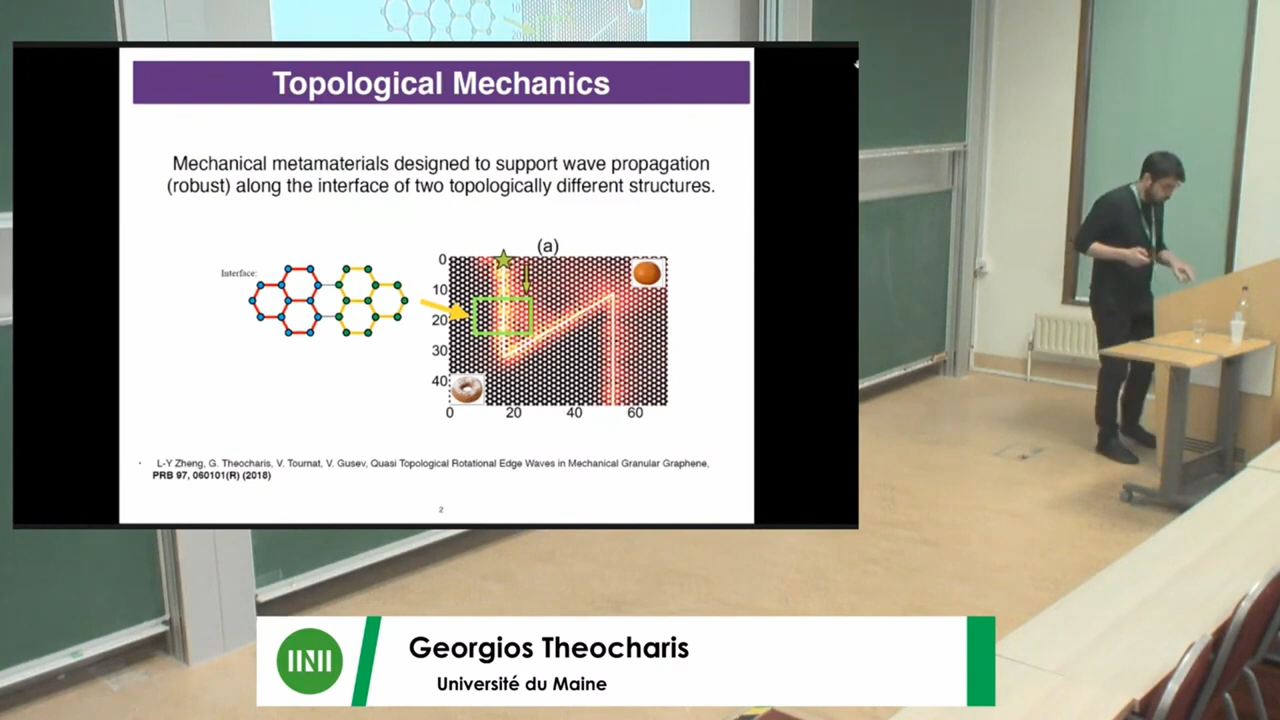 10
20
Topological Mechanics
Mechanical metamaterials designed to support wave propagation
(robust) along the interface of two topologically different structures.
Interface:
(a)
0
10
20
30
40
0 20 40 60
· L-Y Zheng, G. Theocharis, V. Tournat, V. Gusev, Quasi Topological Rotational Edge Waves in Mechanical Granular Graphene,
PRB 97, 060101(R) (2018)
2
Georgios Theocharis
Université du Maine